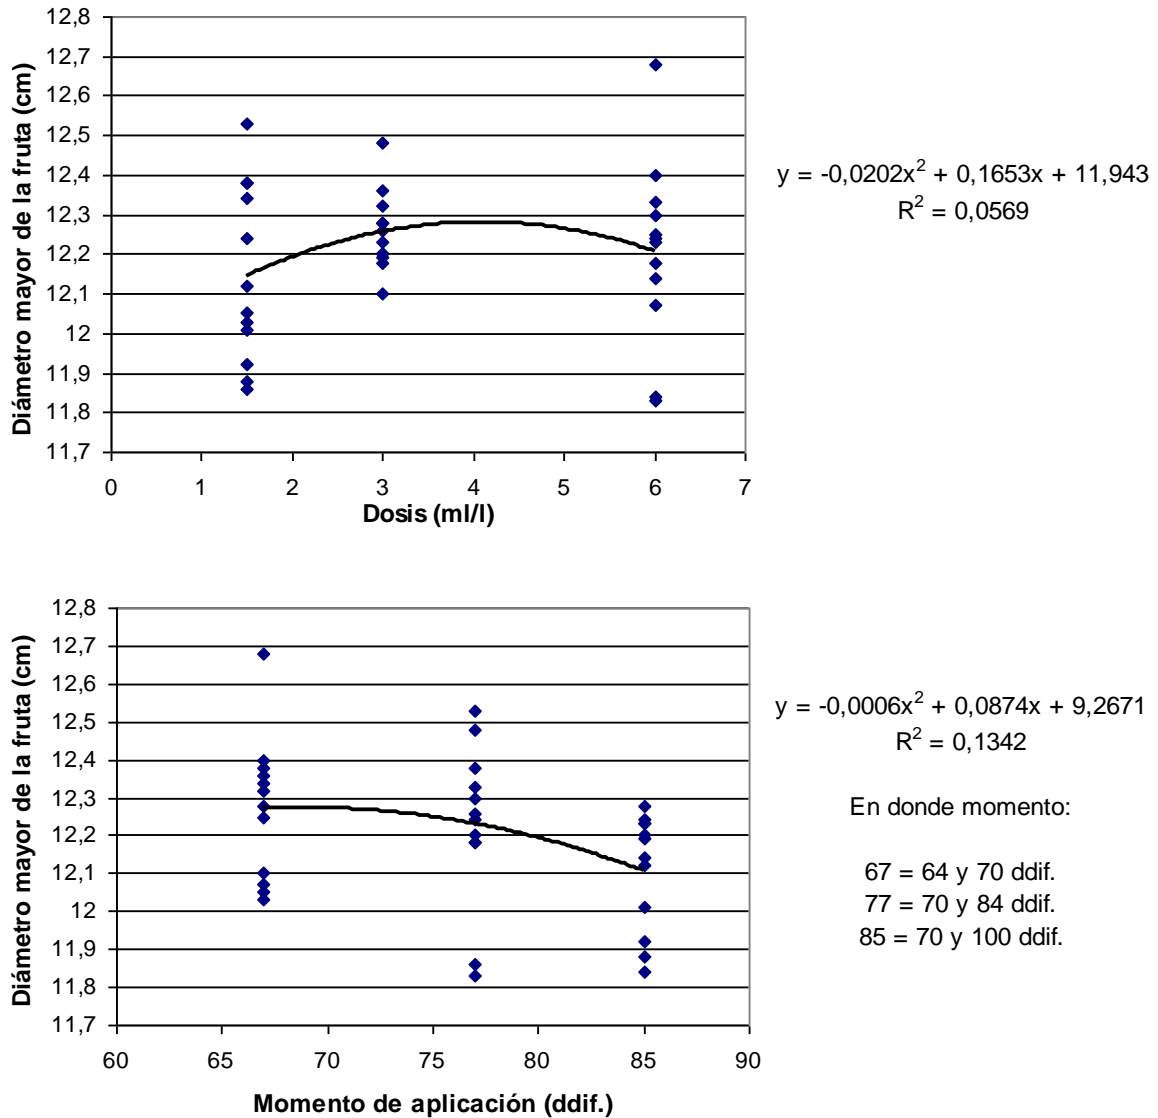 12,8
12,7
12,6
12,5
12,4
12,3
12,2
12,1
12
11,9
11,8
11,7
Diámetro mayor de la fruta (cm)
0 1 2 3 4 5 6 7
Dosis (ml/l)
y = -0,0202x² + 0,1653x + 11,943
R² = 0,0569
12,8
12,7
12,6
12,5
12,4
12,3
12,2
12,1
12
11,9
11,8
11,7
Diámetro mayor de la fruta (cm)
60 65 70 75 80 85 90
Momento de aplicación (ddif.)
y = -0,0006x² + 0,0874x + 9,2671
R² = 0,1342
En donde momento:
67 = 64 y 70 ddif.
77 = 70 y 84 ddif.
85 = 70 y 100 ddif.